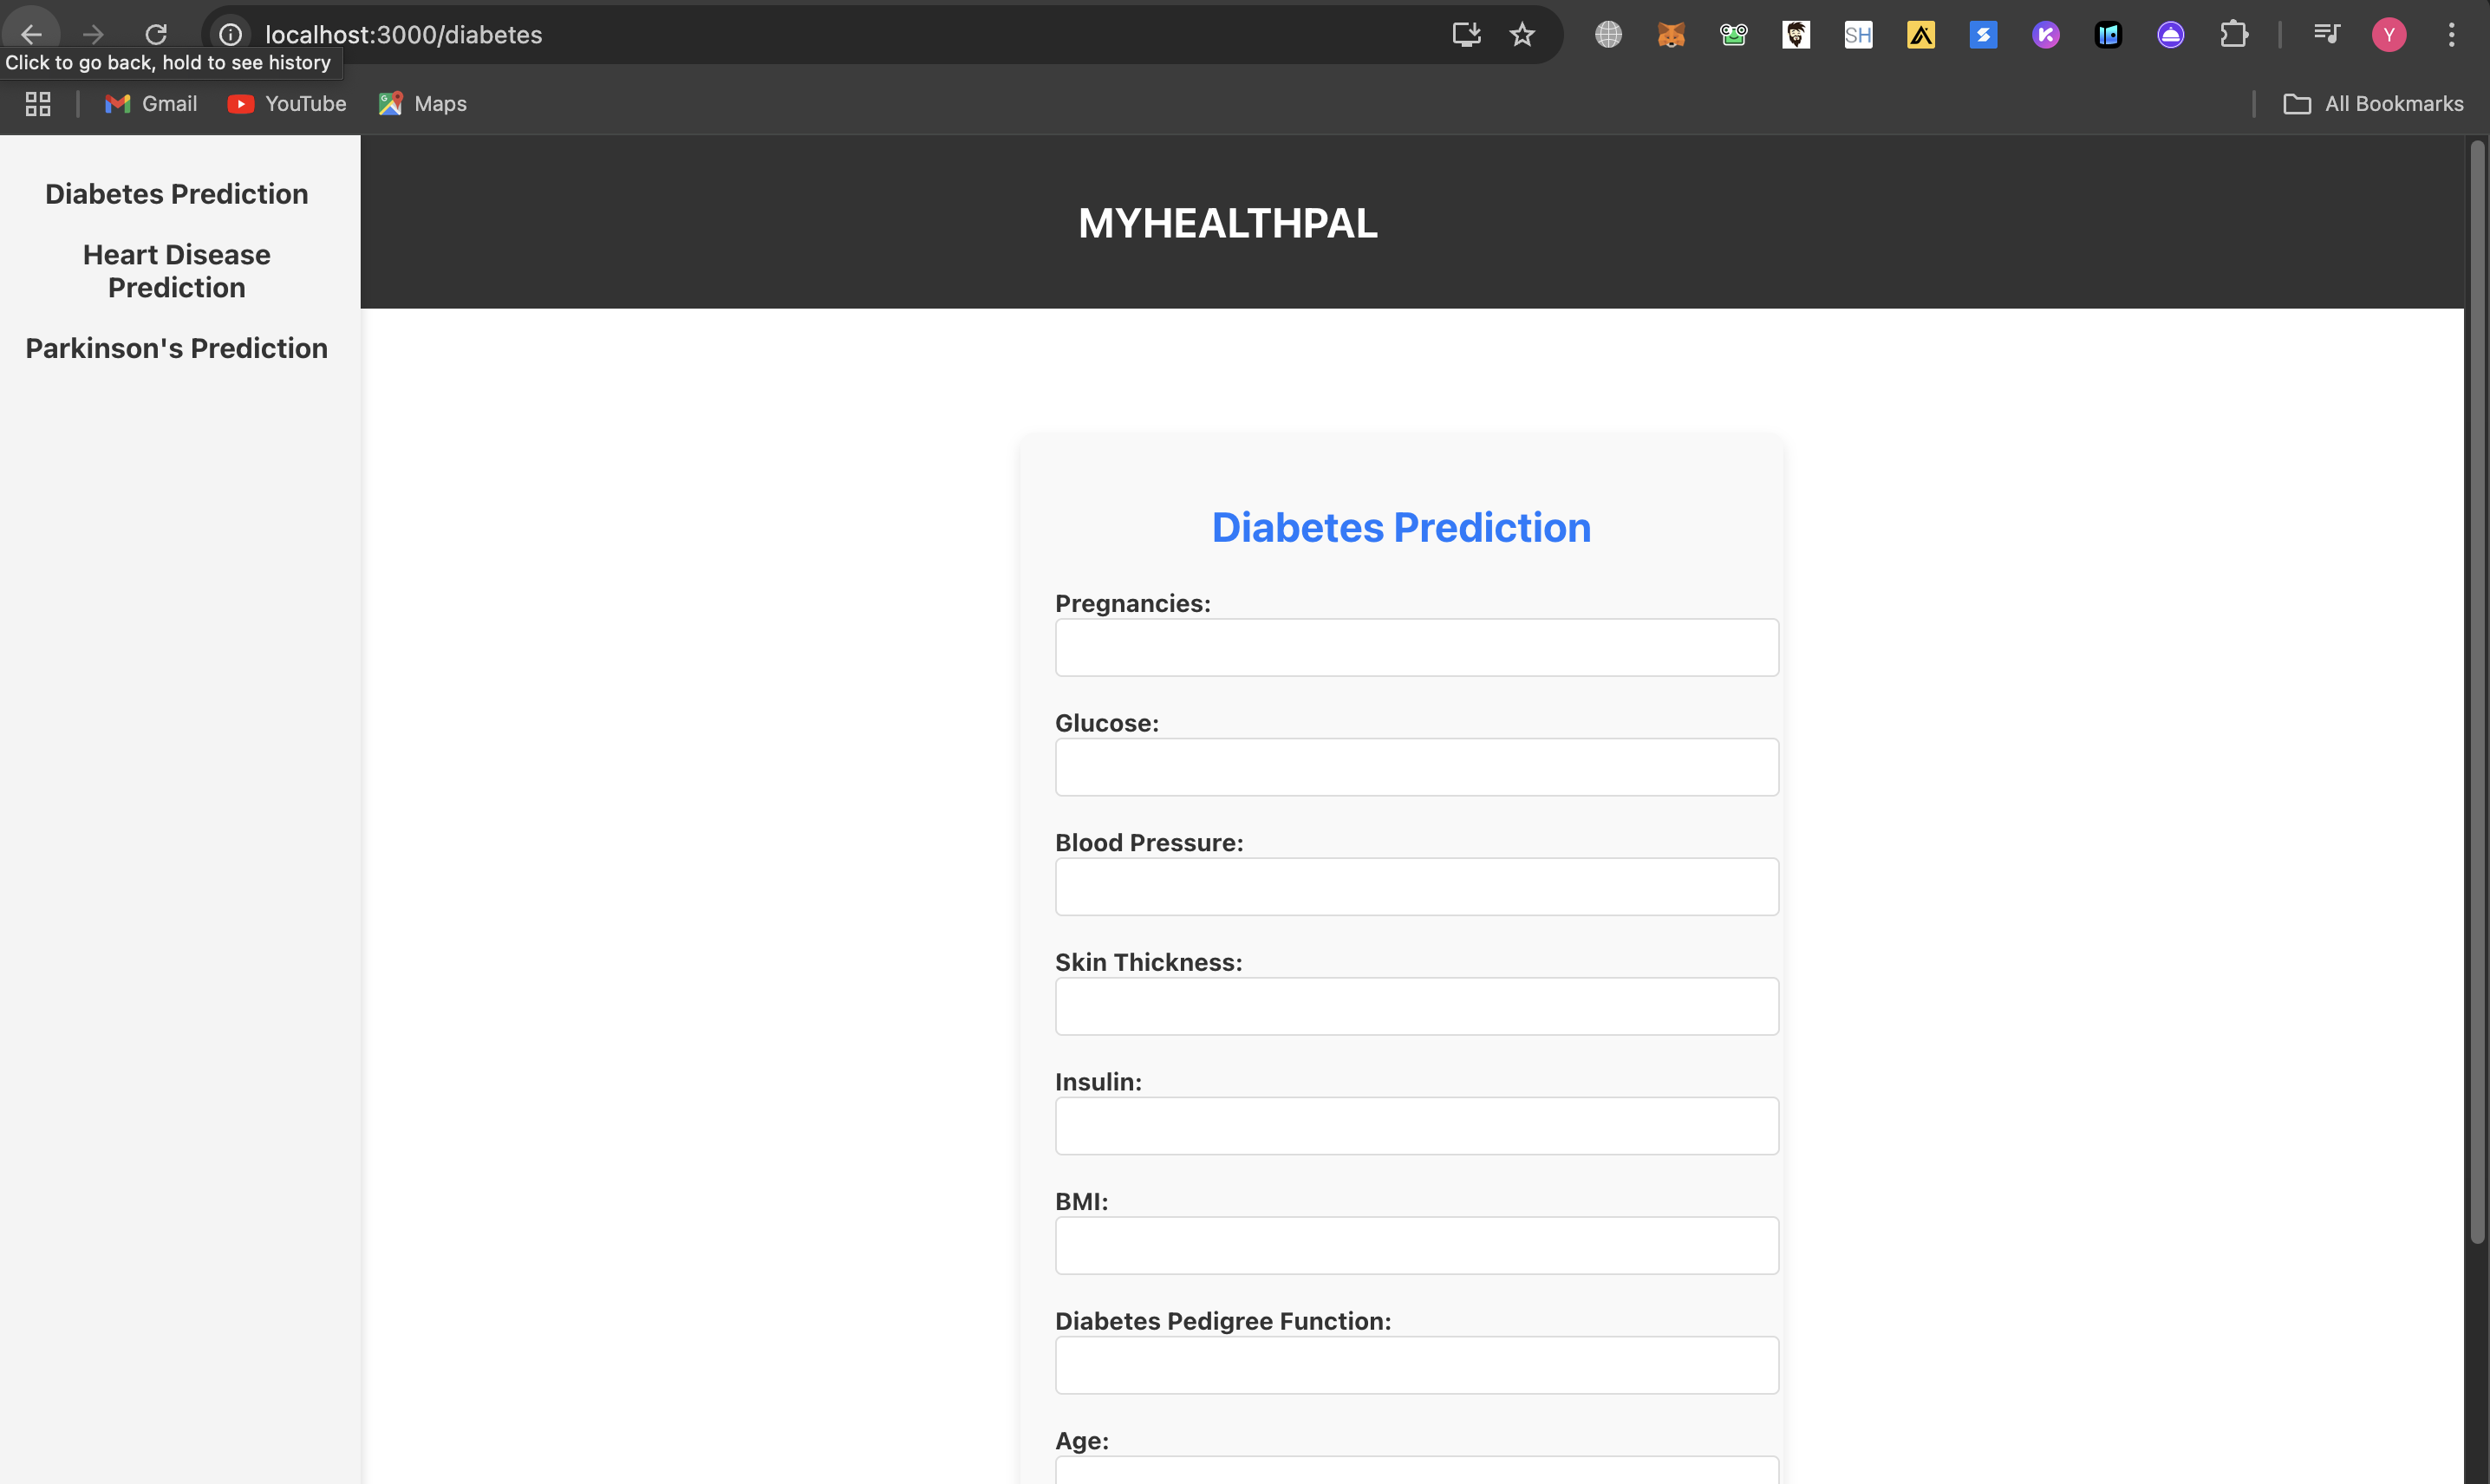 localhost:3000/diabetes
SH
Y
Click to go back, hold to see history
Gmail
YouTube
Maps
All Bookmarks
Diabetes Prediction
Heart Disease
Prediction
Parkinson's Prediction
MYHEALTHPAL
Diabetes Prediction
Pregnancies:
Glucose:
Blood Pressure:
Skin Thickness:
Insulin:
BMI:
Diabetes Pedigree Function:
Age: